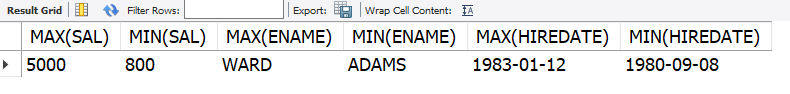 Result Grid Filter Rows: Export: Wrap Cell Content:
MAX(SAL) MIN(SAL) MAX(ENAME) MIN(ENAME) MAX(HIREDATE) MIN(HIREDATE)
5000 800 WARD ADAMS 1983-01-12 1980-09-08